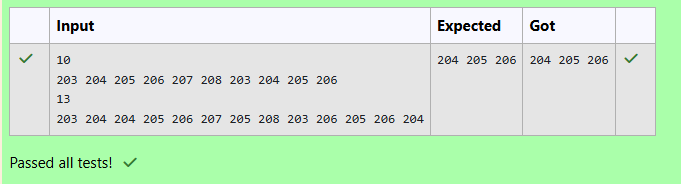 Input Expected Got
10 204 205 206 204 205 206
203 204 205 206 207 208 203 204 205 206
13
203 204 204 205 206 207 205 208 203 206 205 206 204
Passed all tests!